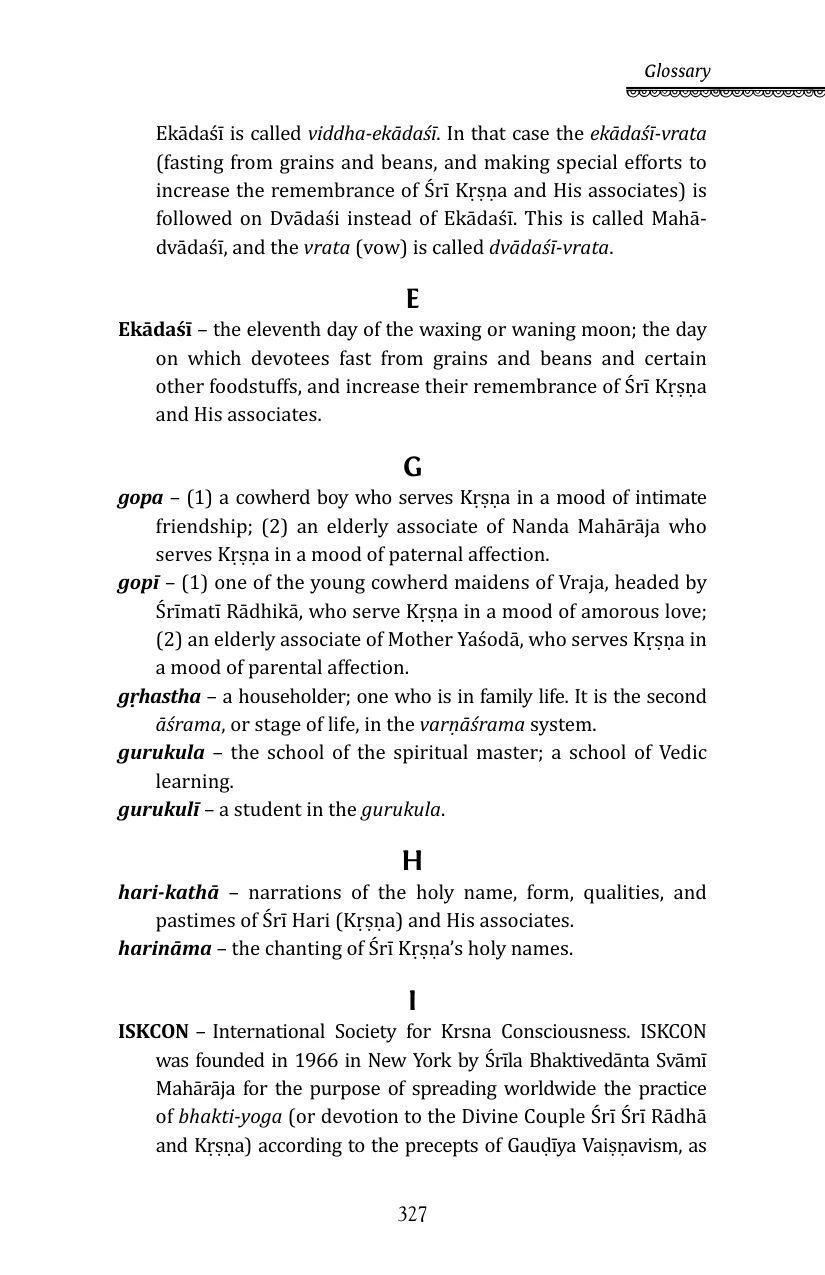 Glossary
Ekādaśī is called viddha-ekādaśī. In that case the ekādaśī-vrata
(fasting from grains and beans, and making special efforts to
increase the remembrance of Śrī Kṛṣṇa and His associates) is
followed on Dvādaśi instead of Ekādaśī. This is called Mahā-
dvādaśī, and the vrata (vow) is called dvādaśī-vrata.
E
Ekādaśī – the eleventh day of the waxing or waning moon; the day
on which devotees fast from grains and beans and certain
other foodstuffs, and increase their remembrance of Śrī Kṛṣṇa
and His associates.
G
gopa – (1) a cowherd boy who serves Kṛṣṇa in a mood of intimate
friendship; (2) an elderly associate of Nanda Mahārāja who
serves Kṛṣṇa in a mood of paternal affection.
gopī – (1) one of the young cowherd maidens of Vraja, headed by
Śrīmatī Rādhikā, who serve Kṛṣṇa in a mood of amorous love;
(2) an elderly associate of Mother Yaśodā, who serves Kṛṣṇa in
a mood of parental affection.
gṛhastha – a householder; one who is in family life. It is the second
āśrama, or stage of life, in the varṇāśrama system.
gurukula – the school of the spiritual master; a school of Vedic
learning.
gurukulī – a student in the gurukula.
H
hari-kathā – narrations of the holy name, form, qualities, and
pastimes of Śrī Hari (Kṛṣṇa) and His associates.
harināma – the chanting of Śrī Kṛṣṇa’s holy names.
I
ISKCON – International Society for Krsna Consciousness. ISKCON
was founded in 1966 in New York by Śrīla Bhaktivedānta Svāmī
Mahārāja for the purpose of spreading worldwide the practice
of bhakti-yoga (or devotion to the Divine Couple Śrī Śrī Rādhā
and Kṛṣṇa) according to the precepts of Gauḍīya Vaiṣṇavism, as
327